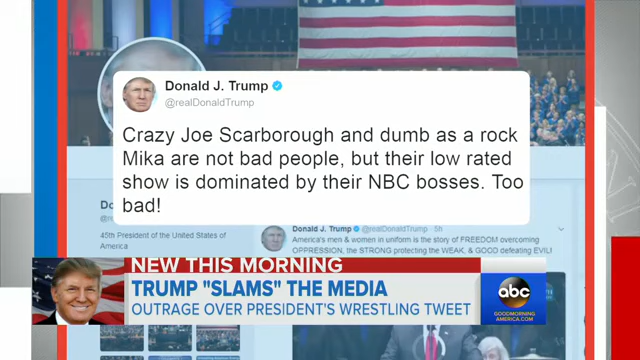 Donald J. Trump
@realDonaldTrump
Crazy Joe Scarborough and dumb as a rock
Mika are not bad people, but their low rated
show is dominated by their NBC bosses. Too
bad!
45th President of the United States of
America
Donald J. Trump @realDonaldTrump · 5h
America's men & women in uniform is the story of FREEDOM overcoming
OPPRESSION, the STRONG protecting the WEAK, & GOOD defeating EVIL!
NEW THIS MORNING
TRUMP "SLAMS" THE MEDIA
OUTRAGE OVER PRESIDENT'S WRESTLING TWEET
abc
GOODMORNING
AMERICA.COM